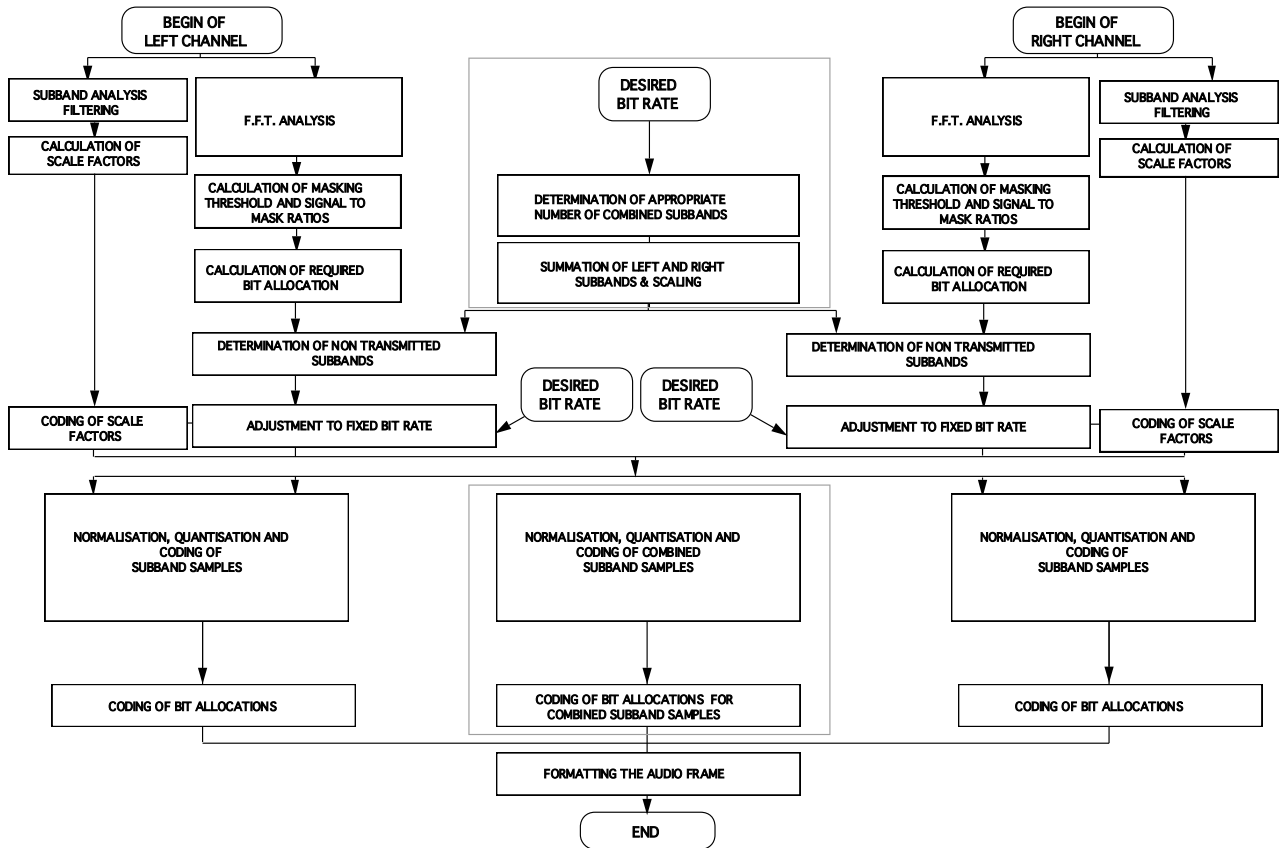 BEGIN OF
LEFT CHANNEL
BEGIN OF
RIGHT CHANNEL
SUBBAND ANALYSIS
FILTERING
F.F.T. ANALYSIS
DESIRED
BIT RATE
F.F.T. ANALYSIS
SUBBAND ANALYSIS
FILTERING
CALCULATION OF
SCALE FACTORS
CALCULATION OF
SCALE FACTORS
CALCULATION OF MASKING
THRESHOLD AND SIGNAL TO
MASK RATIOS
DETERMINATION OF APPROPRIATE
NUMBER OF COMBINED SUBBANDS
CALCULATION OF MASKING
THRESHOLD AND SIGNAL TO
MASK RATIOS
CALCULATION OF REQUIRED
BIT ALLOCATION
SUMMATION OF LEFT AND RIGHT
SUBBANDS & SCALING
CALCULATION OF REQUIRED
BIT ALLOCATION
DETERMINATION OF NON TRANSMITTED
SUBBANDS
DETERMINATION OF NON TRANSMITTED
SUBBANDS
DESIRED
BIT RATE
DESIRED
BIT RATE
CODING OF SCALE
FACTORS
ADJUSTMENT TO FIXED BIT RATE
ADJUSTMENT TO FIXED BIT RATE
CODING OF SCALE
FACTORS
NORMALISATION, QUANTISATION AND
CODING OF
SUBBAND SAMPLES
NORMALISATION, QUANTISATION AND
CODING OF COMBINED
SUBBAND SAMPLES
NORMALISATION, QUANTISATION AND
CODING OF
SUBBAND SAMPLES
CODING OF BIT ALLOCATIONS
CODING OF BIT ALLOCATIONS FOR
COMBINED SUBBAND SAMPLES
CODING OF BIT ALLOCATIONS
FORMATTING THE AUDIO FRAME
END